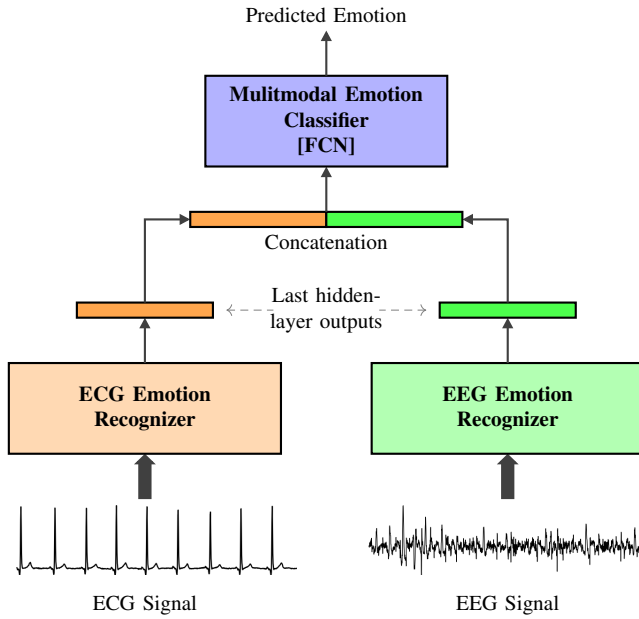 Predicted Emotion
Mulitmodal Emotion
Classifier
[FCN]
Concatenation
Last hidden-
layer outputs
ECG Emotion
Recognizer
EEG Emotion
Recognizer
ECG Signal
EEG Signal